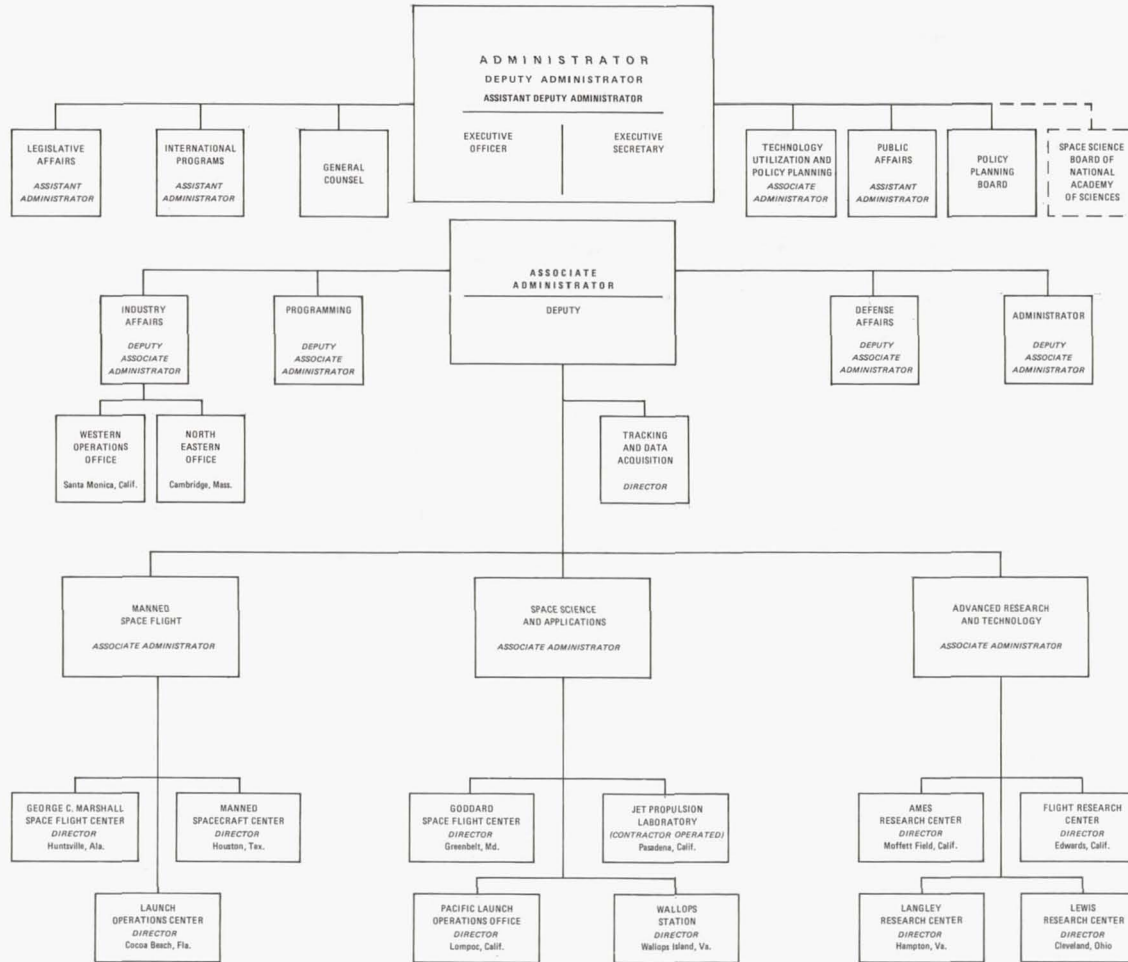 ADMINISTRATOR
DEPUTY ADMINISTRATOR
ASSISTANT DEPUTY ADMINISTRATOR
EXECUTIVE
OFFICER
EXECUTIVE
SECRETARY
LEGISLATIVE
AFFAIRS
ASSISTANT
ADMINISTRATOR
INTERNATIONAL
PROGRAMS
ASSISTANT
ADMINISTRATOR
GENERAL
COUNSEL
TECHNOLOGY
UTILIZATION AND
POLICY PLANNING
ASSOCIATE
ADMINISTRATOR
PUBLIC
AFFAIRS
ASSISTANT
ADMINISTRATOR
POLICY
PLANNING
BOARD
SPACE SCIENCE
BOARD OF
NATIONAL
ACADEMY
OF SCIENCES
ASSOCIATE
ADMINISTRATOR
DEPUTY
INDUSTRY
AFFAIRS
DEPUTY
ASSOCIATE
ADMINISTRATOR
PROGRAMMING
DEPUTY
ASSOCIATE
ADMINISTRATOR
DEFENSE
AFFAIRS
DEPUTY
ASSOCIATE
ADMINISTRATOR
ADMINISTRATOR
DEPUTY
ASSOCIATE
ADMINISTRATOR
WESTERN
OPERATIONS
OFFICE
Santa Monica, Calif.
NORTH
EASTERN
OFFICE
Cambridge, Mass.
TRACKING
AND DATA
ACQUISITION
DIRECTOR
MANNED
SPACE FLIGHT
ASSOCIATE ADMINISTRATOR
SPACE SCIENCE
AND APPLICATIONS
ASSOCIATE ADMINISTRATOR
ADVANCED RESEARCH
AND TECHNOLOGY
ASSOCIATE ADMINISTRATOR
GEORGE C. MARSHALL
SPACE FLIGHT CENTER
DIRECTOR
Huntsville, Ala.
MANNED
SPACECRAFT CENTER
DIRECTOR
Houston, Tex.
LAUNCH
OPERATIONS CENTER
DIRECTOR
Cocoa Beach, Fla.
GODDARD
SPACE FLIGHT CENTER
DIRECTOR
Greenbelt, Md.
JET PROPULSION
LABORATORY
(CONTRACTOR OPERATED)
Pasadena, Calif.
PACIFIC LAUNCH
OPERATIONS OFFICE
DIRECTOR
Lompoc, Calif.
WALLOPS
STATION
DIRECTOR
Wallops Island, Va.
AMES
RESEARCH CENTER
DIRECTOR
Moffett Field, Calif.
FLIGHT RESEARCH
CENTER
DIRECTOR
Edwards, Calif.
LANGLEY
RESEARCH CENTER
DIRECTOR
Hampton, Va.
LEWIS
RESEARCH CENTER
DIRECTOR
Cleveland, Ohio